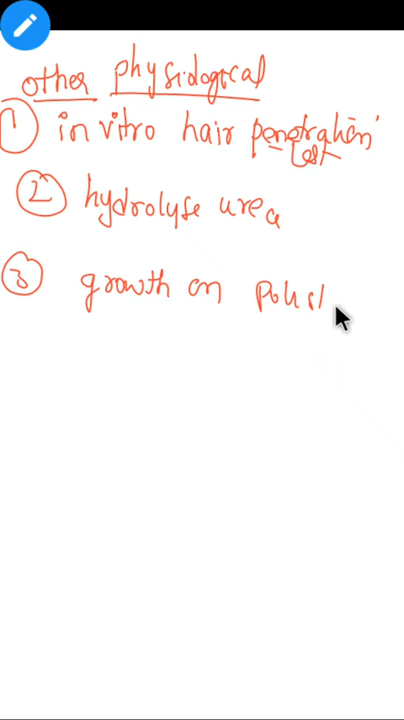 other physiological
① in vitro hair penetration
test
② hydrolyse urea
③ growth on